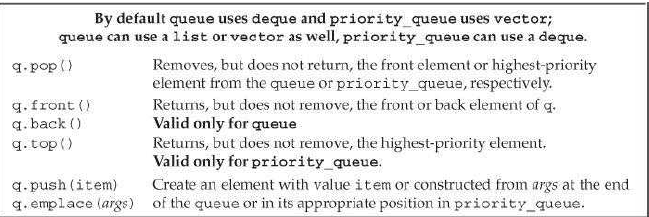 By default queue uses deque and priority_queue uses vector;
queue can use a list or vector as well, priority_queue can use a deque.
q.pop() Removes, but does not return, the front element or highest-priority
element from the queue or priority_queue, respectively.
q.front() Returns, but does not remove, the front or back element of q.
q.back() Valid only for queue
q.top() Returns, but does not remove, the highest-priority element.
Valid only for priority_queue.
q.push(item) Create an element with value item or constructed from args at the end
q.emplace(args) of the queue or in its appropriate position in priority_queue.